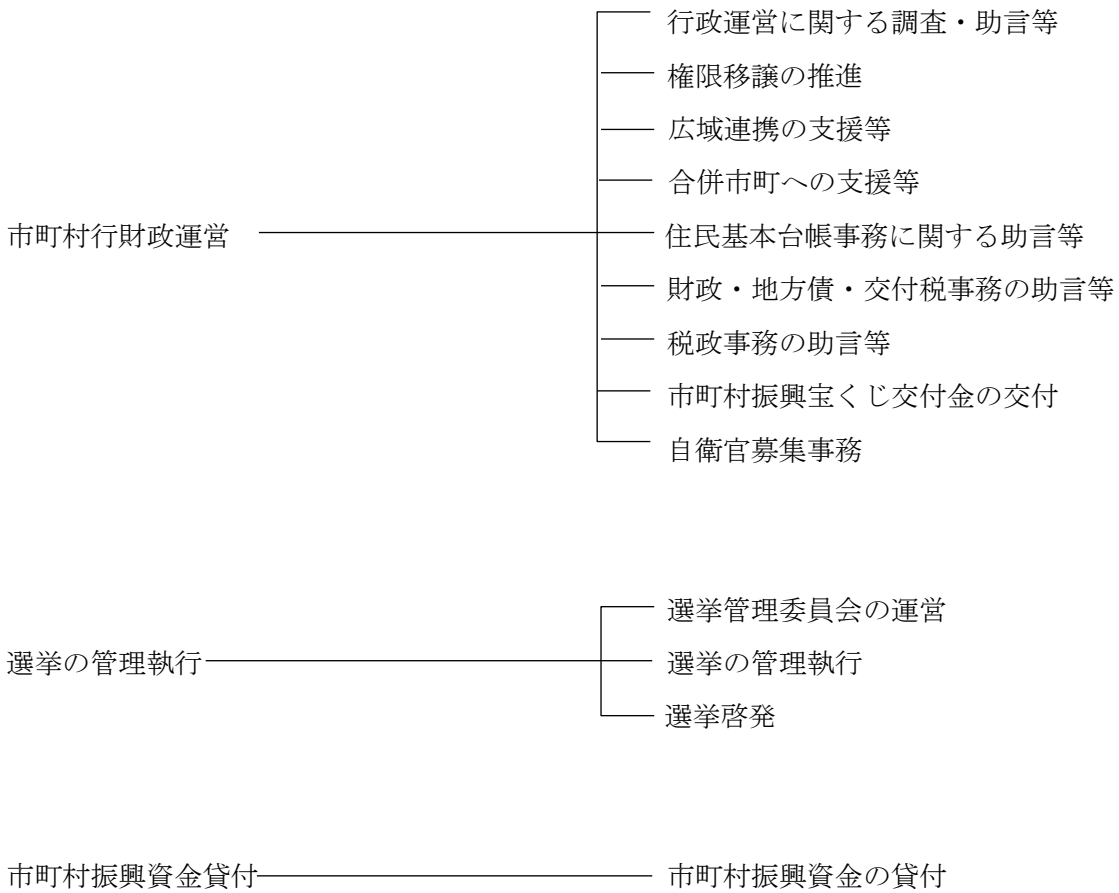 行政運営に関する調査・助言等
権限移譲の推進
広域連携の支援等
合併市町への支援等
市町村行財政運営
住民基本台帳事務に関する助言等
財政・地方債・交付税事務の助言等
税政事務の助言等
市町村振興宝くじ交付金の交付
自衛官募集事務
選挙管理委員会の運営
選挙の管理執行
選挙の管理執行
選挙啓発
市町村振興資金貸付
市町村振興資金の貸付